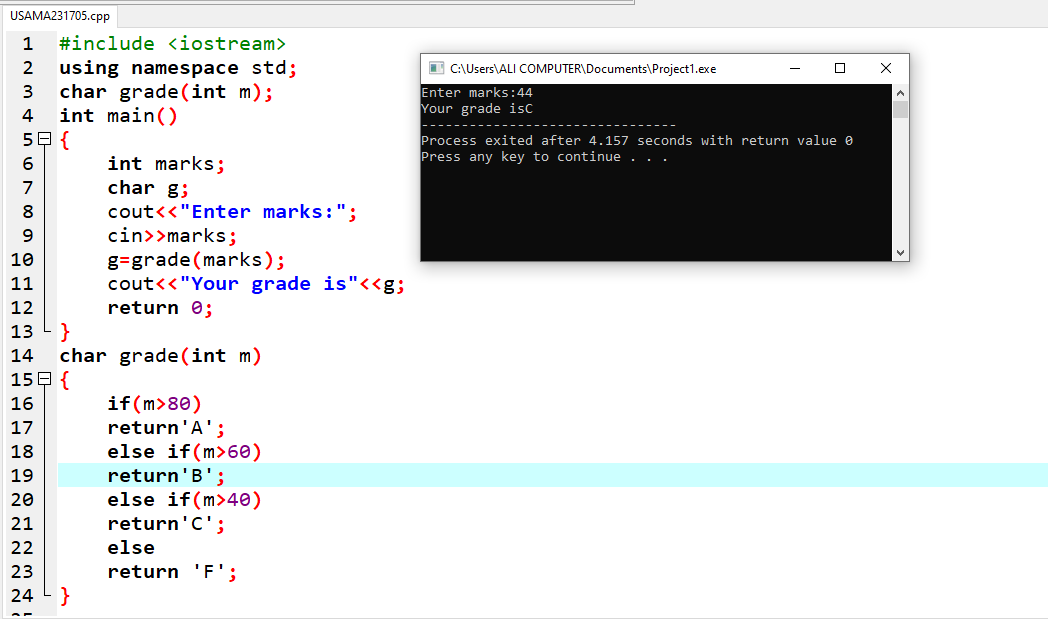 USAMA231705.cpp
1 #include <iostream>
2 using namespace std;
3 char grade(int m);
4 int main()
5 {
6 int marks;
7 char g;
8 cout<<"Enter marks:";
9 cin>>marks;
10 g=grade(marks);
11 cout<<"Your grade is"<<g;
12 return 0;
13 }
14 char grade(int m)
15 {
16 if(m>80)
17 return'A';
18 else if(m>60)
19 return'B';
20 else if(m>40)
21 return'C';
22 else
23 return 'F';
24 }
C:\Users\ALI COMPUTER\Documents\Project1.exe
Enter marks:44
Your grade isC
--------------------------------
Process exited after 4.157 seconds with return value 0
Press any key to continue . . .